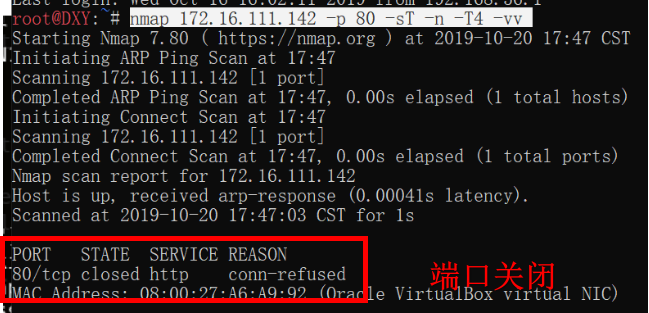 Last login: Wed Oct 16 16:02:11 2019 from 192.168.56.1
root@DXY:~# nmap 172.16.111.142 -p 80 -sT -n -T4 -vv
Starting Nmap 7.80 ( https://nmap.org ) at 2019-10-20 17:47 CST
Initiating ARP Ping Scan at 17:47
Scanning 172.16.111.142 [1 port]
Completed ARP Ping Scan at 17:47, 0.00s elapsed (1 total hosts)
Initiating Connect Scan at 17:47
Scanning 172.16.111.142 [1 port]
Completed Connect Scan at 17:47, 0.00s elapsed (1 total ports)
Nmap scan report for 172.16.111.142
Host is up, received arp-response (0.00041s latency).
Scanned at 2019-10-20 17:47:03 CST for 1s
PORT STATE SERVICE REASON
80/tcp closed http conn-refused
端口关闭
MAC Address: 08:00:27:A6:A9:92 (Oracle VirtualBox virtual NIC)